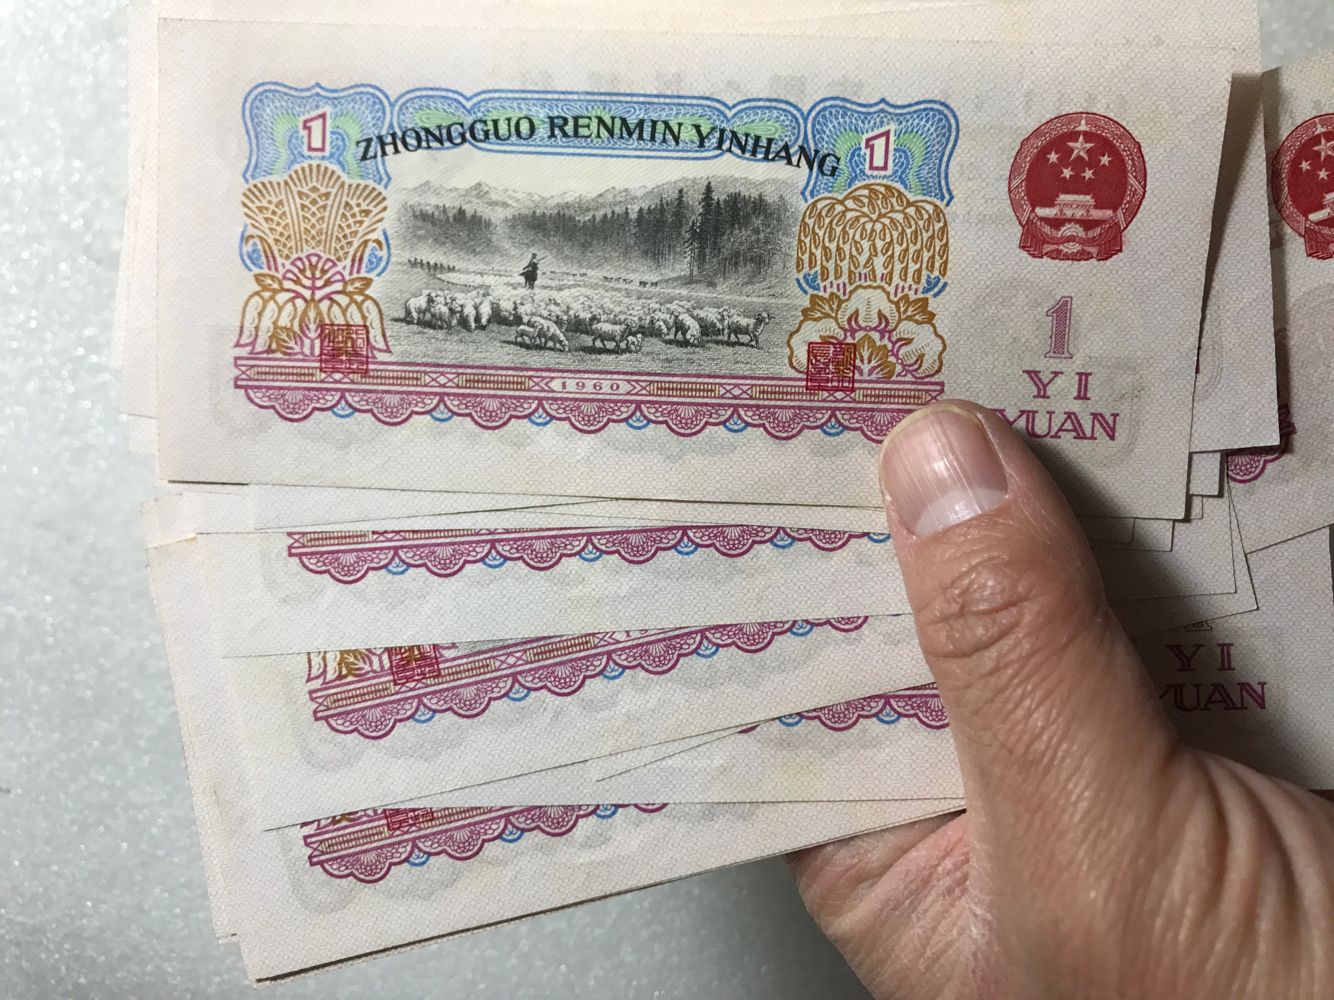 1
ZHONGGUO RENMIN YINHANG
1
1
YI
YUAN
1960
YI
YUAN